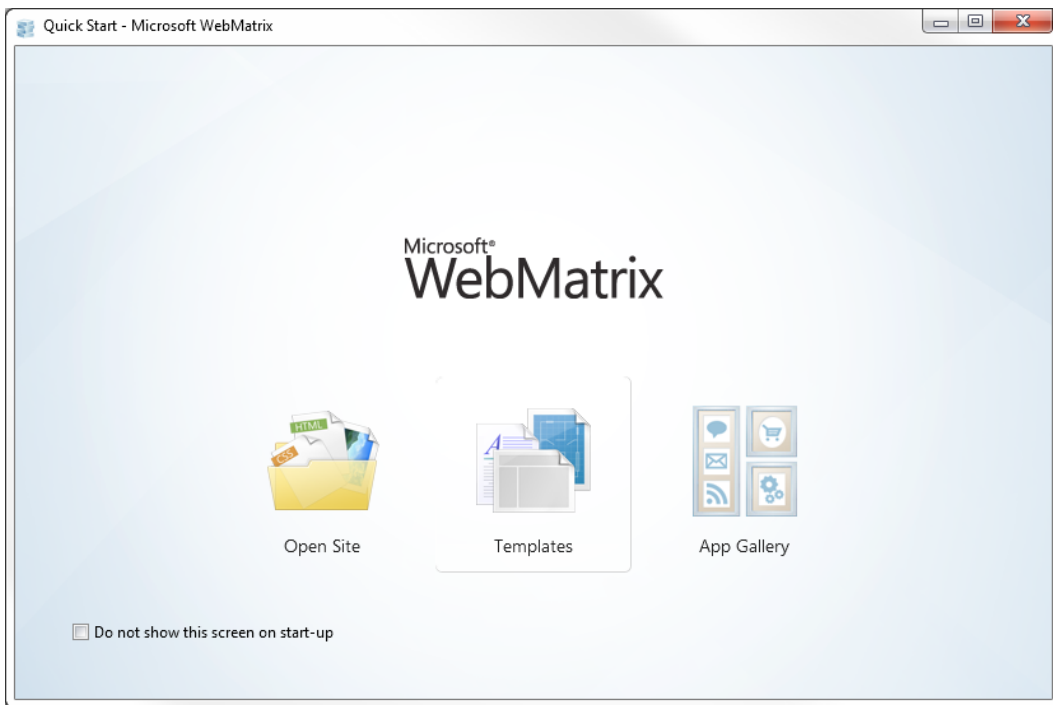 Quick Start - Microsoft WebMatrix
Microsoft®
WebMatrix
HTML
CSS
A
Open Site
Templates
App Gallery
Do not show this screen on start-up